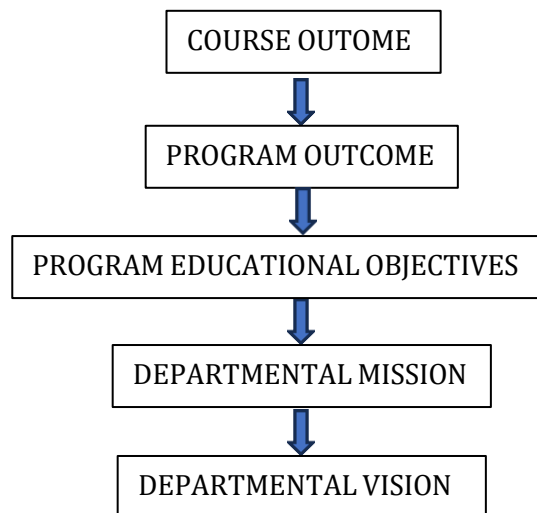 COURSE OUTOME
PROGRAM OUTCOME
PROGRAM EDUCATIONAL OBJECTIVES
DEPARTMENTAL MISSION
DEPARTMENTAL VISION